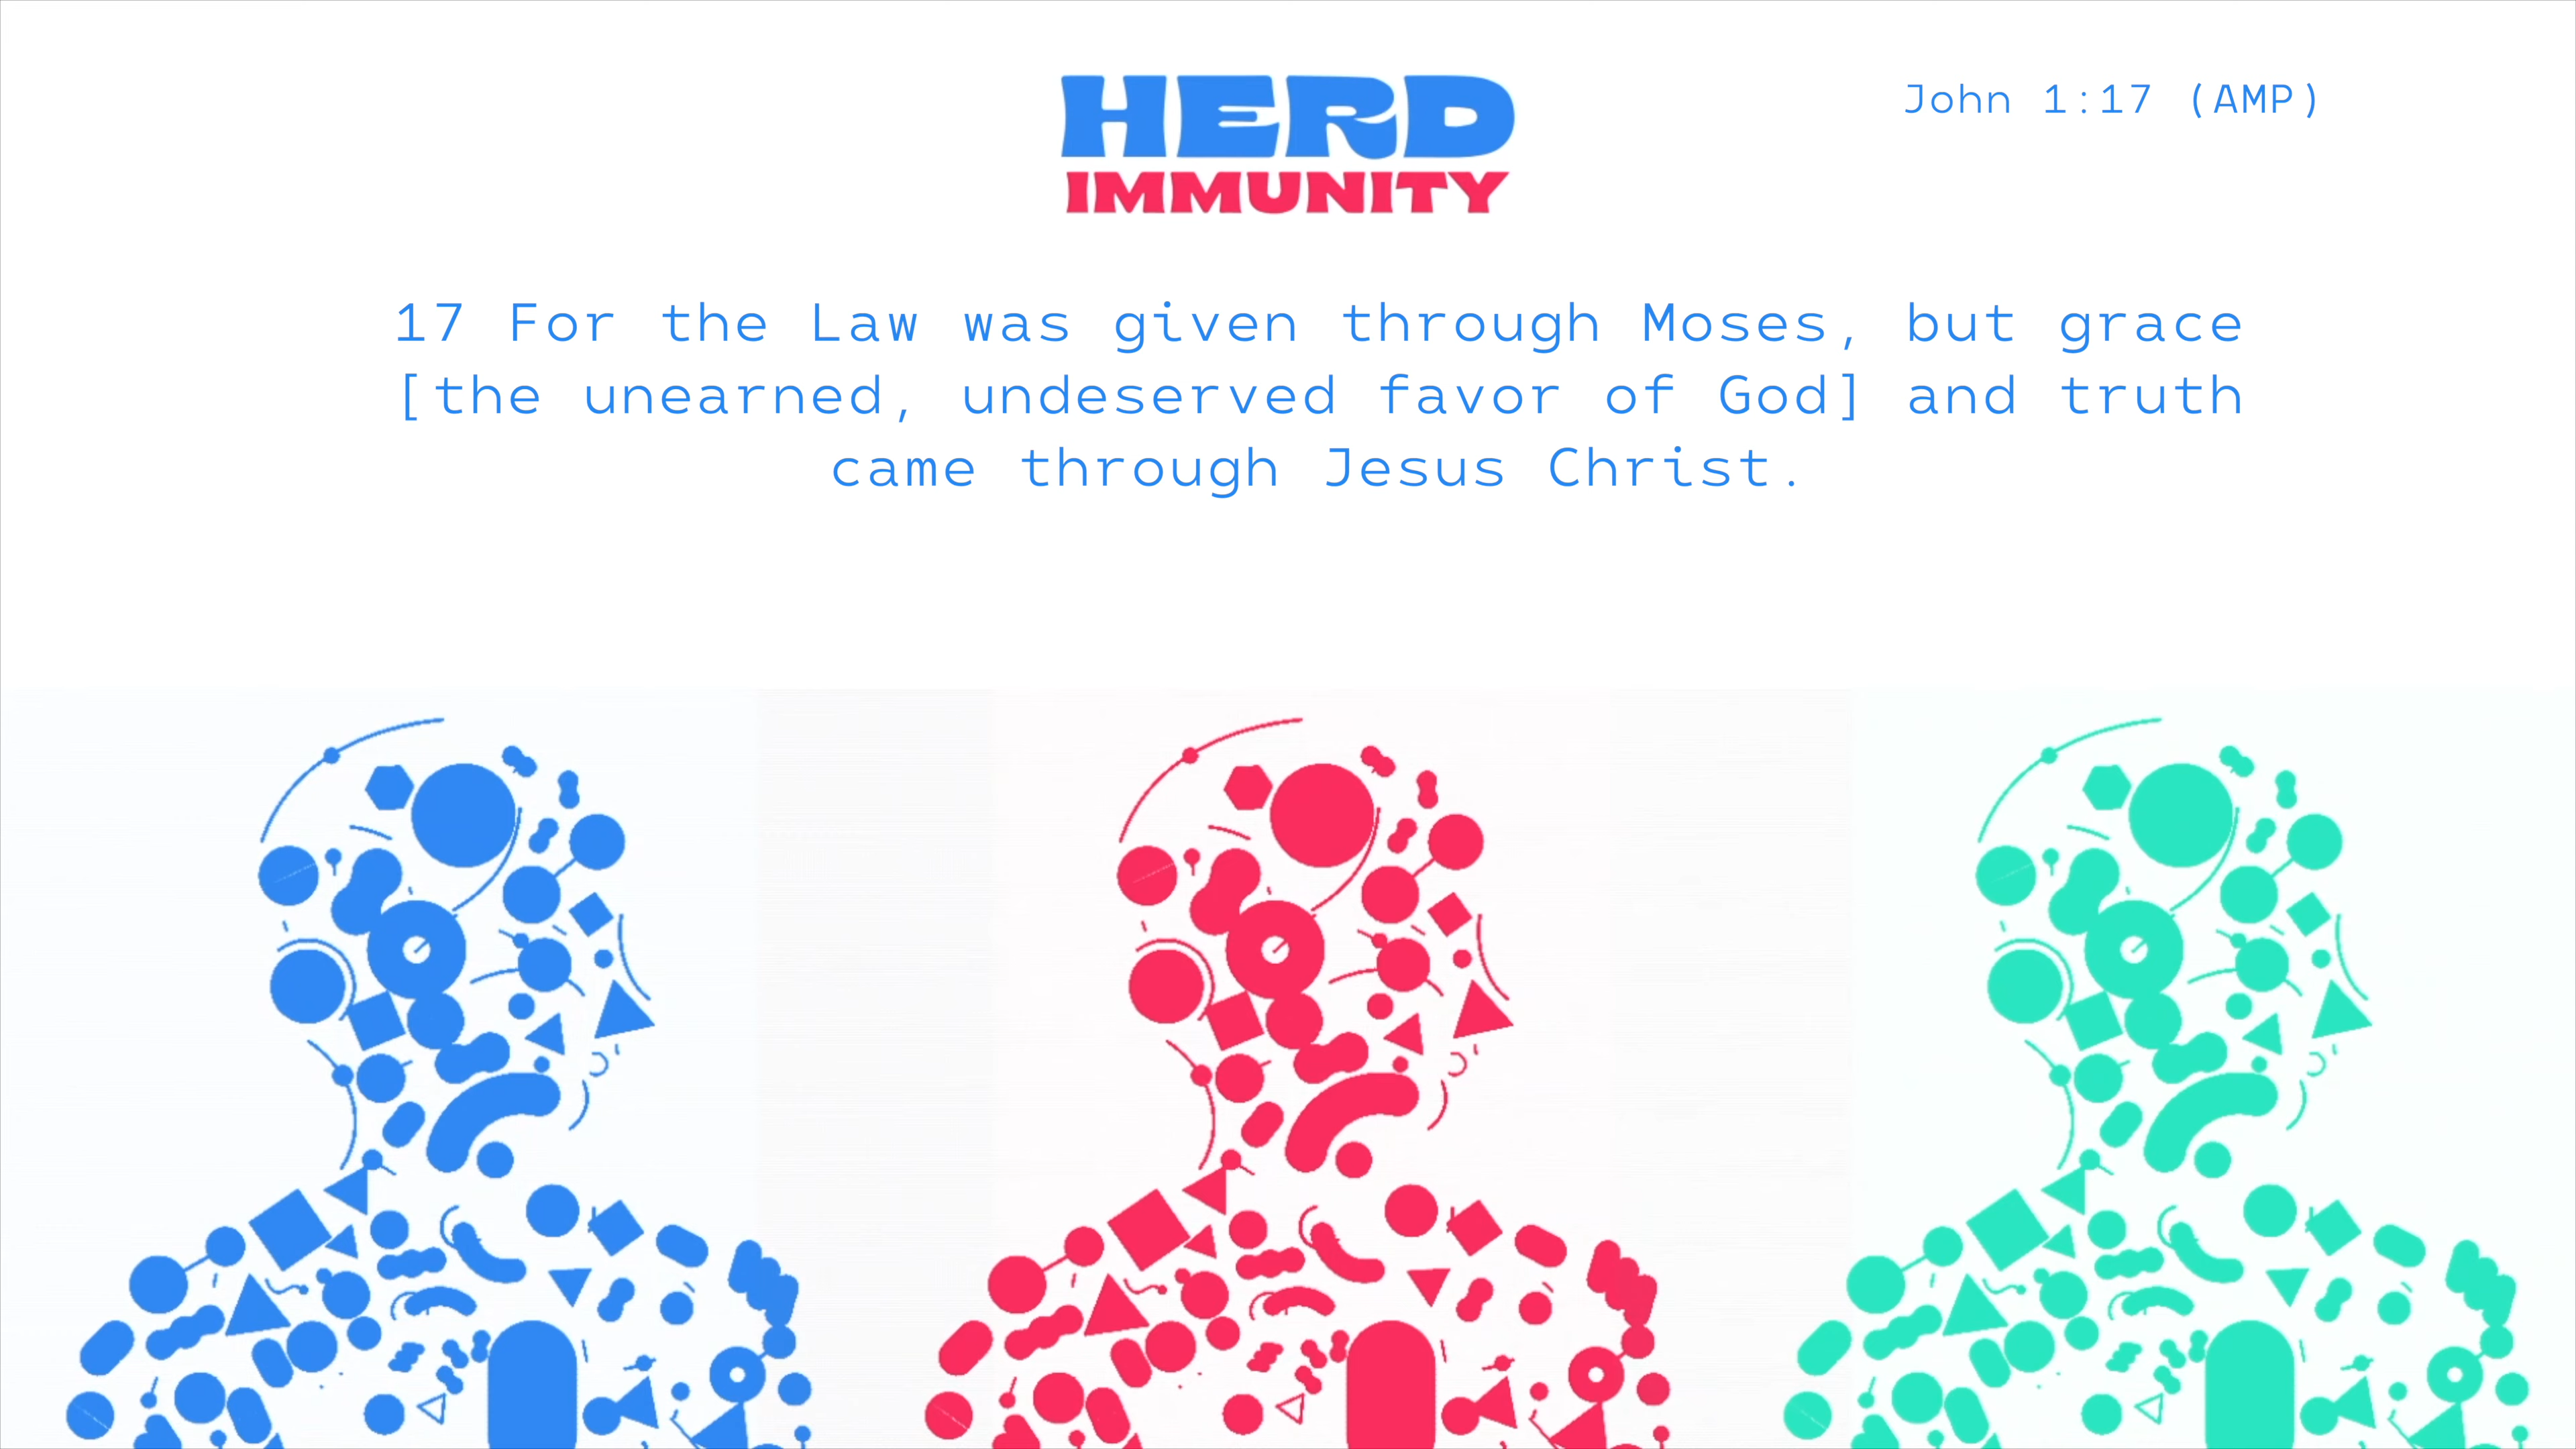 HERD
IMMUNITY
John 1:17 (AMP)
17 For the Law was given through Moses, but grace
[the unearned, undeserved favor of God] and truth
came through Jesus Christ.